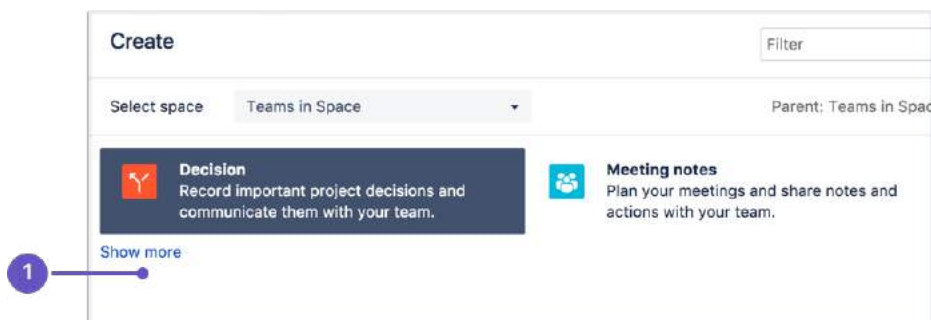 Create
Filter
Select space
Teams in Space
Parent: Teams in Spac
Decision
Record important project decisions and
communicate them with your team.
Meeting notes
Plan your meetings and share notes and
actions with your team.
Show more
1